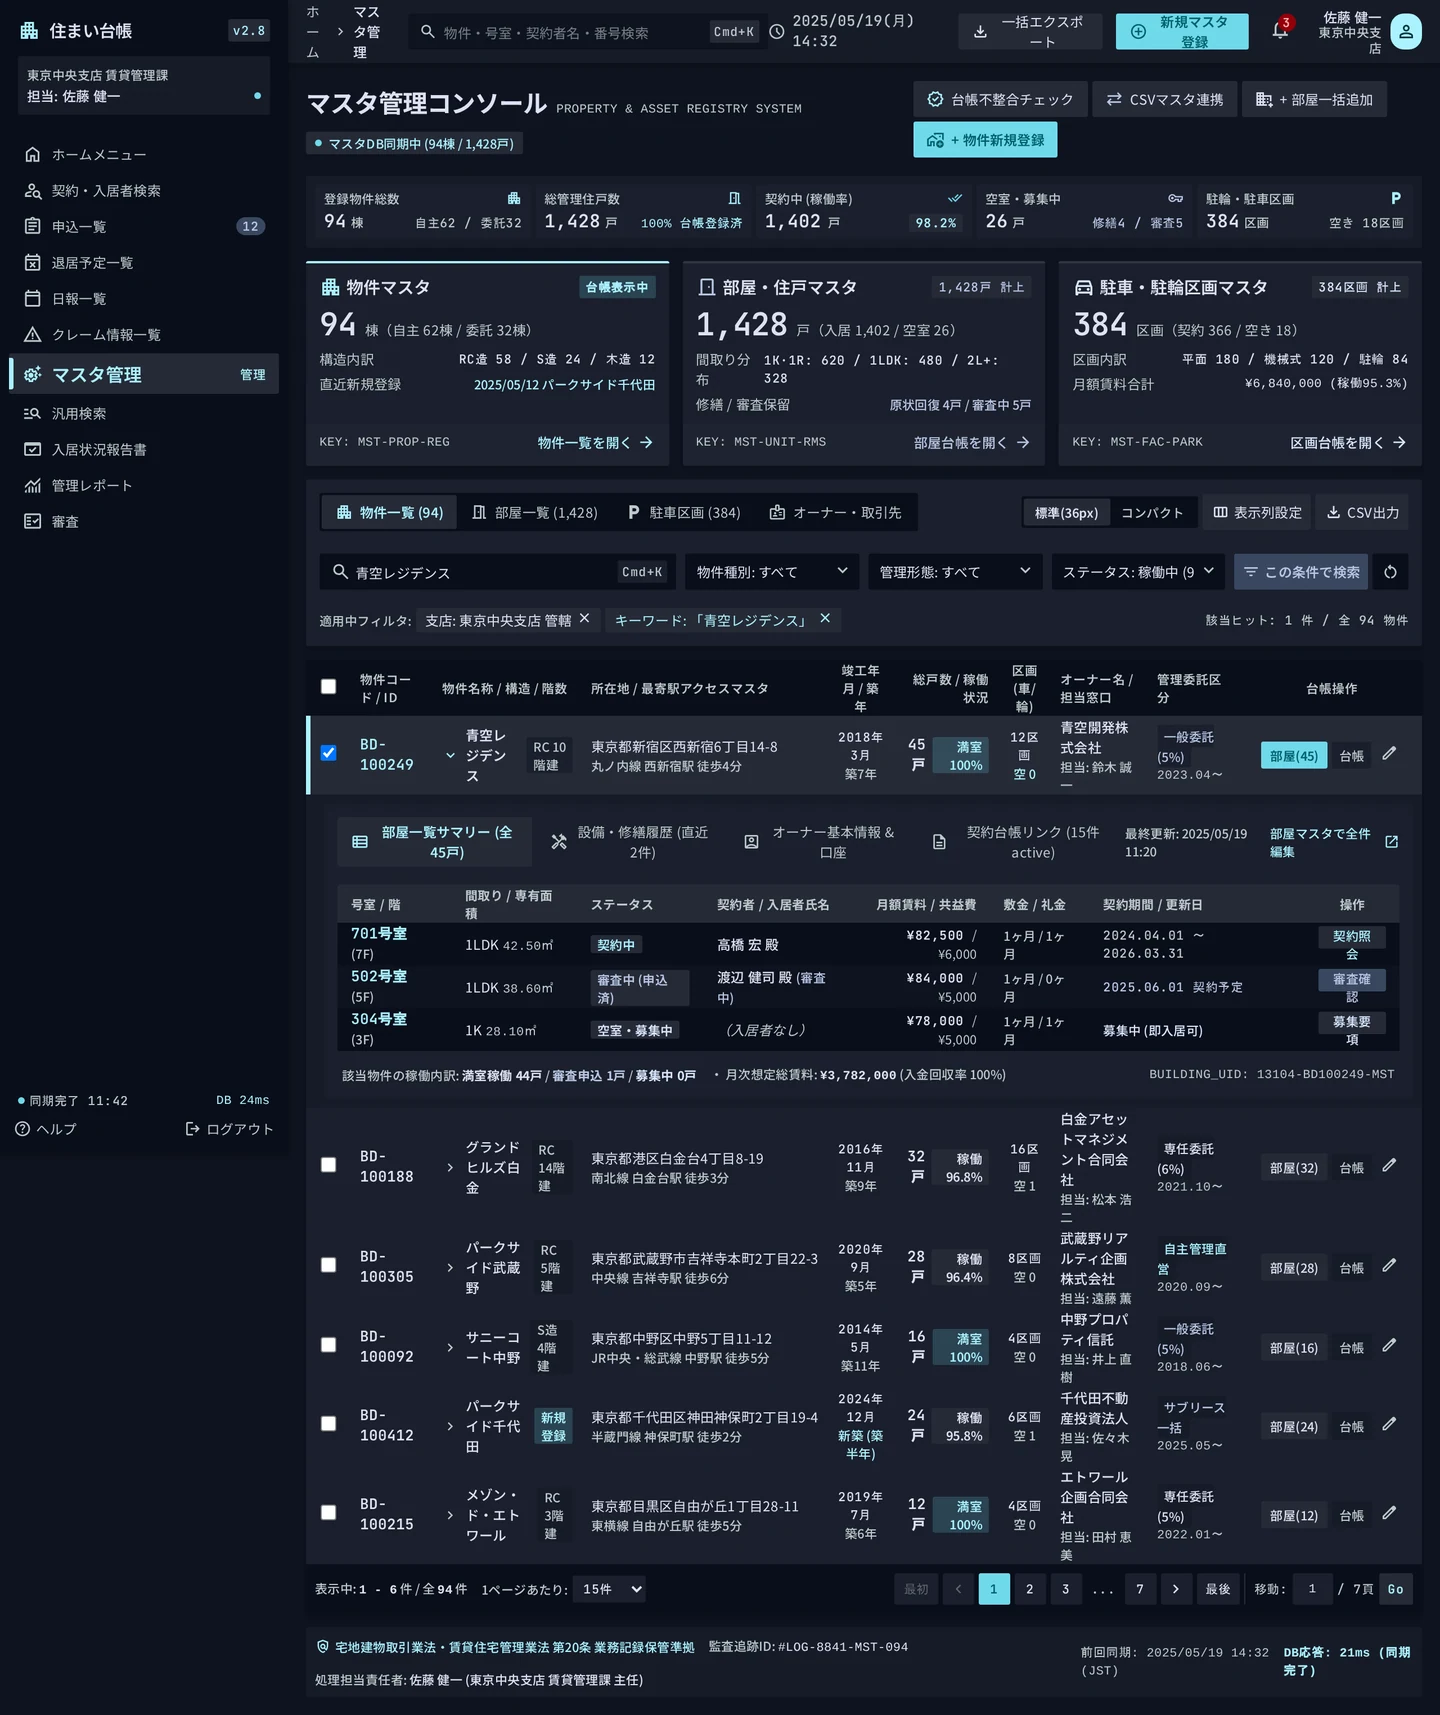 住まい台帳 v2.8
東京中央支店 賃貸管理課
担当: 佐藤 健一
ホームメニュー
契約・入居者検索
申込一覧 12
退居予定一覧
日報一覧
クレーム情報一覧
マスタ管理 管理
汎用検索
入居状況報告書
管理レポート
審査
同期完了 11:42 DB 24ms
ヘルプ ログアウト
ホーム > マスタ管理
物件・号室・契約者名・番号検索 Cmd+K
2025/05/19(月) 14:32
一括エクスポート
新規マスタ登録
3
佐藤 健一
東京中央支店
マスタ管理コンソール PROPERTY & ASSET REGISTRY SYSTEM
マスタDB同期中 (94棟 / 1,428戸)
台帳不整合チェック CSVマスタ連携 + 部屋一括追加
+ 物件新規登録
登録物件総数
94 棟 自主62 / 委託32
総管理住戸数
1,428 戸 100% 台帳登録済
契約中 (稼働率)
1,402 戸 98.2%
空室・募集中
26 戸 修繕4 / 審査5
駐輪・駐車区画
384 区画 空き 18区画
物件マスタ 台帳表示中
94 棟 (自主 62棟 / 委託 32棟)
構造内訳 RC造 58 / S造 24 / 木造 12
直近新規登録 2025/05/12 パークサイド千代田
KEY: MST-PROP-REG 物件一覧を開く →
部屋・住戸マスタ 1,428戸 計上
1,428 戸 (入居 1,402 / 空室 26)
間取り分布 1K·1R: 620 / 1LDK: 480 / 2L+: 328
修繕 / 審査保留 原状回復 4戸 / 審査中 5戸
KEY: MST-UNIT-RMS 部屋台帳を開く →
駐車・駐輪区画マスタ 384区画 計上
384 区画 (契約 366 / 空き 18)
区画内訳 平面 180 / 機械式 120 / 駐輪 84
月額賃料合計 ¥6,840,000 (稼働95.3%)
KEY: MST-FAC-PARK 区画台帳を開く →
物件一覧 (94) 部屋一覧 (1,428) P 駐車区画 (384) オーナー・取引先
標準(36px) コンパクト 表示列設定 CSV出力
青空レジデンス Cmd+K 物件種別: すべて 管理形態: すべて ステータス: 稼働中 (9 この条件で検索
適用中フィルタ: 支店: 東京中央支店 管轄 × キーワード: 「青空レジデンス」 × 該当ヒット: 1 件 / 全 94 物件
物件コード / ID 物件名称 / 構造 / 階数 所在地 / 最寄駅アクセスマスタ 竣工年月 / 築年 総戸数 / 稼働状況 区画(車/輪) オーナー名 / 担当窓口 管理委託区分 台帳操作
BD-100249 青空レジデンス RC 10階建 東京都新宿区西新宿6丁目14-8 丸ノ内線 西新宿駅 徒歩4分 2018年3月 築7年 45戸 満室 100% 12区画 空 0 青空開発株式会社 担当: 鈴木 誠一 一般委託 (5%) 2023.04〜 部屋(45) 台帳
部屋一覧サマリー (全45戸) 設備・修繕履歴 (直近2件) オーナー基本情報 & 口座 契約台帳リンク (15件 active) 最終更新: 2025/05/19 11:20 部屋マスタで全件編集
号室 / 階 間取り / 専有面積 ステータス 契約者 / 入居者氏名 月額賃料 / 共益費 敷金 / 礼金 契約期間 / 更新日 操作
701号室 (7F) 1LDK 42.50㎡ 契約中 高橋 宏 殿 ¥82,500 / ¥6,000 1ヶ月 / 1ヶ月 2024.04.01 〜 2026.03.31 契約照会
502号室 (5F) 1LDK 38.60㎡ 審査中 (申込済) 渡辺 健司 殿 (審査中) ¥84,000 / ¥5,000 1ヶ月 / 0ヶ月 2025.06.01 契約予定 審査確認
304号室 (3F) 1K 28.10㎡ 空室・募集中 (入居者なし) ¥78,000 / ¥5,000 1ヶ月 / 1ヶ月 募集中 (即入居可) 募集要項
該当物件の稼働内訳: 満室稼働 44戸 / 審査申込 1戸 / 募集中 0戸 ・月次想定総賃料: ¥3,782,000 (入金回収率 100%) BUILDING_UID: 13104-BD100249-MST
BD-100188 グランドヒルズ白金 RC 14階建 東京都港区白金台4丁目8-19 南北線 白金台駅 徒歩3分 2016年11月 築9年 32戸 稼働 96.8% 16区画 空 1 白金アセットマネジメント合同会社 担当: 松本 浩二 専任委託 (6%) 2021.10〜 部屋(32) 台帳
BD-100305 パークサイド武蔵野 RC 5階建 東京都武蔵野市吉祥寺本町2丁目22-3 中央線 吉祥寺駅 徒歩6分 2020年9月 築5年 28戸 稼働 96.4% 8区画 空 0 武蔵野リアルティ企画株式会社 担当: 遠藤 薫 自主管理直営 2020.09〜 部屋(28) 台帳
BD-100092 サニーコート中野 S造 4階建 東京都中野区中野5丁目11-12 JR中央・総武線 中野駅 徒歩5分 2014年5月 築11年 16戸 満室 100% 4区画 空 0 中野プロパティ信託 担当: 井上 直樹 一般委託 (5%) 2018.06〜 部屋(16) 台帳
BD-100412 パークサイド千代田 新規登録 東京都千代田区神田神保町2丁目19-4 半蔵門線 神保町駅 徒歩2分 2024年12月 新築 (築半年) 24戸 稼働 95.8% 6区画 空 1 千代田不動産投資法人 担当: 佐々木 晃 サブリース一括 2025.05〜 部屋(24) 台帳
BD-100215 メゾン・ド・エトワール RC 3階建 東京都目黒区自由が丘1丁目28-11 東横線 自由が丘駅 徒歩5分 2019年7月 築6年 12戸 満室 100% 4区画 空 0 エトワール企画合同会社 担当: 田村 恵美 専任委託 (5%) 2022.01〜 部屋(12) 台帳
表示中: 1 - 6 件 / 全 94 件 1ページあたり: 15件 最初 < 1 2 3 ... 7 > 最後 移動: 1 / 7頁 Go
宅地建物取引業法・賃貸住宅管理業法 第20条 業務記録保管準拠 監査追跡ID: #LOG-8841-MST-094
処理担当責任者: 佐藤 健一 (東京中央支店 賃貸管理課 主任)
前回同期: 2025/05/19 14:32 (JST) DB応答: 21ms (同期完了)